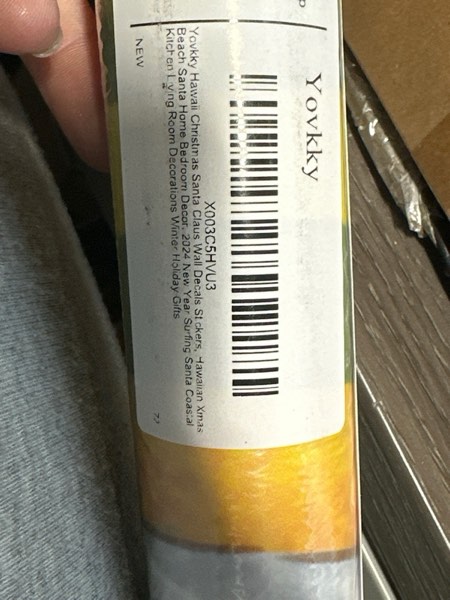 Yovkky
X003C5HVU3
Yovkky Hawaii Christmas Santa Claus Wall Decals Stickers, Hawaiian Xmas
Beach Santa Home Bedroom Decor, 2024 New Year Surfing Santa Coastal
Kitchen Living Room Decorations Winter Holiday Gifts
NEW